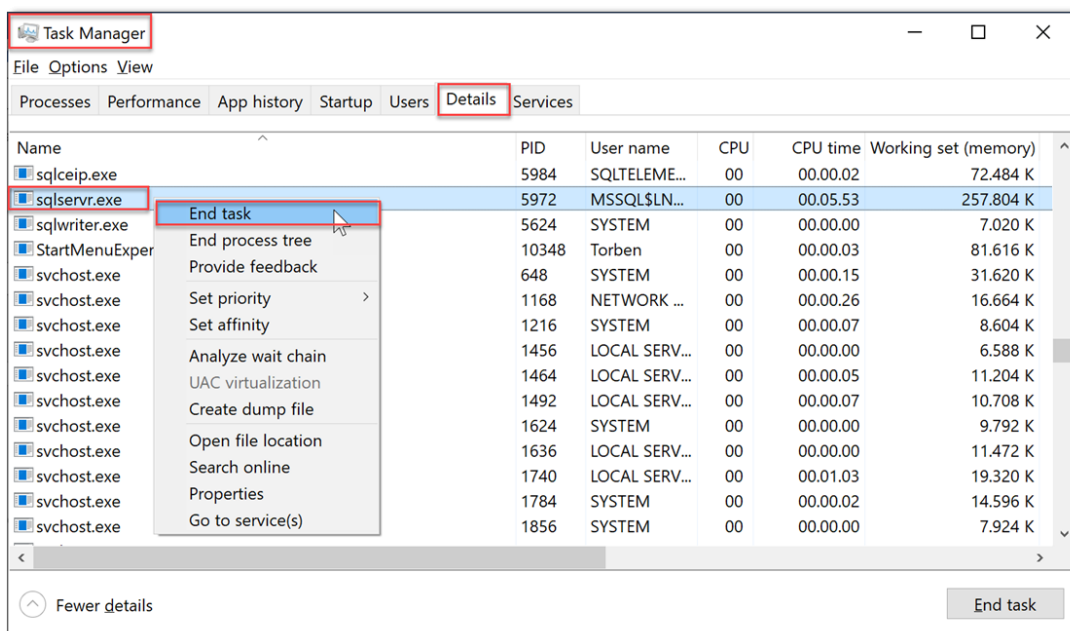 Task Manager
File Options View
Processes Performance App history Startup Users Details Services
Name PID User name CPU CPU time Working set (memory)
sqlceip.exe 5984 SQLTELEME... 00 00.00.02 72.484 K
sqlservr.exe 5972 MSSQL$LN... 00 00.05.53 257.804 K
End task
sqlwriter.exe 5624 SYSTEM 00 00.00.00 7.020 K
End process tree
StartMenuExper 10348 Torben 00 00.00.03 81.616 K
Provide feedback
svchost.exe 648 SYSTEM 00 00.00.15 31.620 K
Set priority
svchost.exe 1168 NETWORK ... 00 00.00.26 16.664 K
Set affinity
svchost.exe 1216 SYSTEM 00 00.00.07 8.604 K
Analyze wait chain
svchost.exe 1456 LOCAL SERV... 00 00.00.00 6.588 K
UAC virtualization
svchost.exe 1464 LOCAL SERV... 00 00.00.05 11.204 K
Create dump file
svchost.exe 1492 LOCAL SERV... 00 00.00.07 10.708 K
svchost.exe 1624 SYSTEM 00 00.00.00 9.792 K
Open file location
svchost.exe 1636 LOCAL SERV... 00 00.00.00 11.472 K
Search online
svchost.exe 1740 LOCAL SERV... 00 00.01.03 19.320 K
Properties
svchost.exe 1784 SYSTEM 00 00.00.02 14.596 K
Go to service(s)
svchost.exe 1856 SYSTEM 00 00.00.00 7.924 K
Fewer details
End task